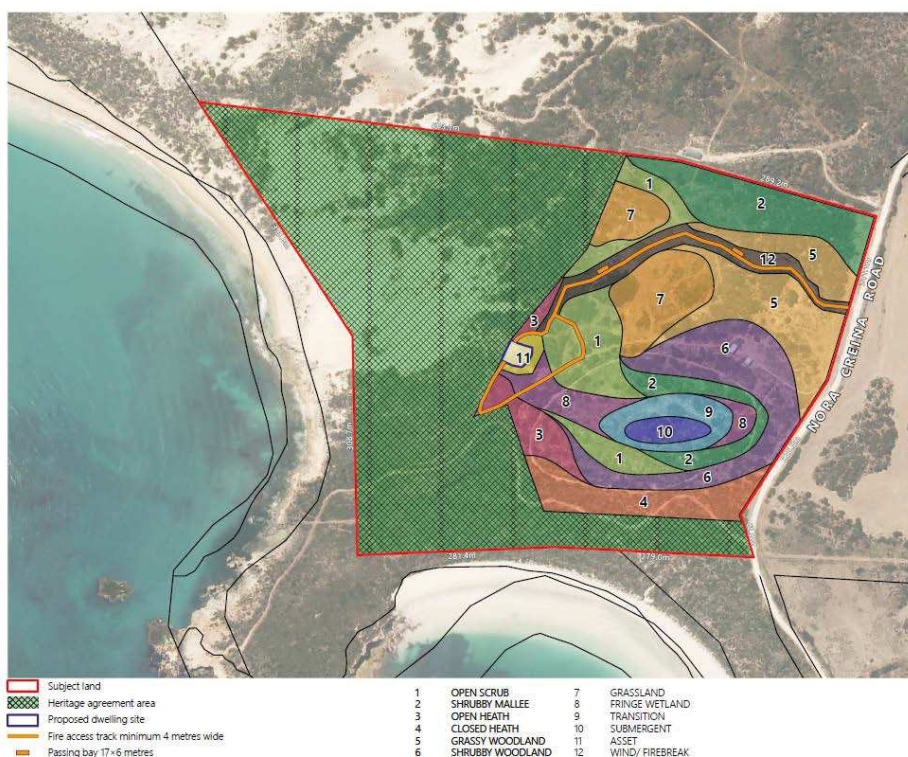 289.2m
1
2
7
12
5
7
5
3
1
6
11
2
8
9
8
10
3
1
2
6
4
NORA CREINA ROAD
281.4m
279.6m
Subject land
Heritage agreement area
Proposed dwelling site
Fire access track minimum 4 metres wide
Passing bay 17×6 metres
1 OPEN SCRUB
2 SHRUBBY MALLEE
3 OPEN HEATH
4 CLOSED HEATH
5 GRASSY WOODLAND
6 SHRUBBY WOODLAND
7 GRASSLAND
8 FRINGE WETLAND
9 TRANSITION
10 SUBMERGENT
11 ASSET
12 WIND/ FIREBREAK